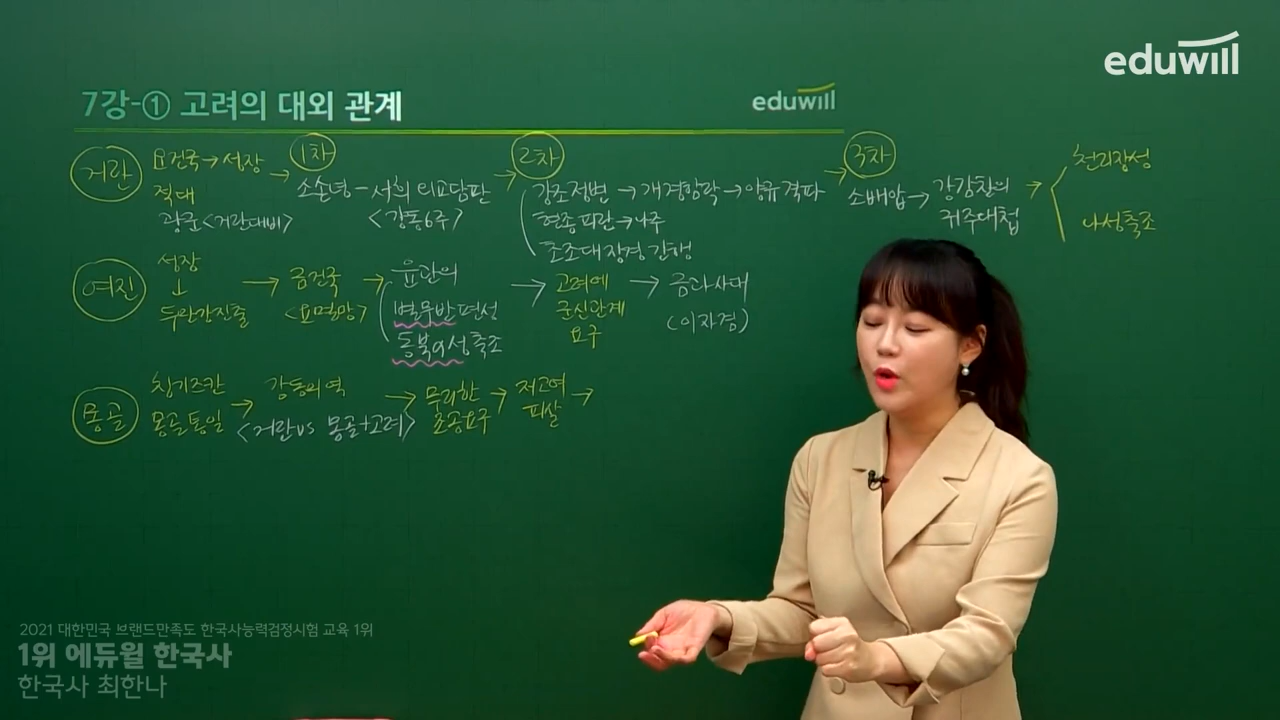 eduwill
7강-① 고려의 대외 관계
eduwill
거란
요건국→성장
적대
광군<거란대비>
→
1차
소손녕-서희 외교담판
<강동6주>
→
2차
강조정변→개경함락→양규격파
현종피란→나주
초조대장경 간행
→
3차
소배압→강감찬의
귀주대첩
→
천리장성
나성축조
여진
성장
↓
두만강진출
→
금건국
<요멸망>
→
윤관의
별무반편성
동북9성축조
→
고려에
군신관계
요구
→
금과사대
(이자겸)
몽골
칭기즈칸
몽골통일
→
강동의역
<거란vs 몽골+고려>
→
무리한
조공요구
→
저고여
피살
→
2021 대한민국 브랜드만족도 한국사능력검정시험 교육 1위
1위 에듀윌 한국사
한국사 최한나